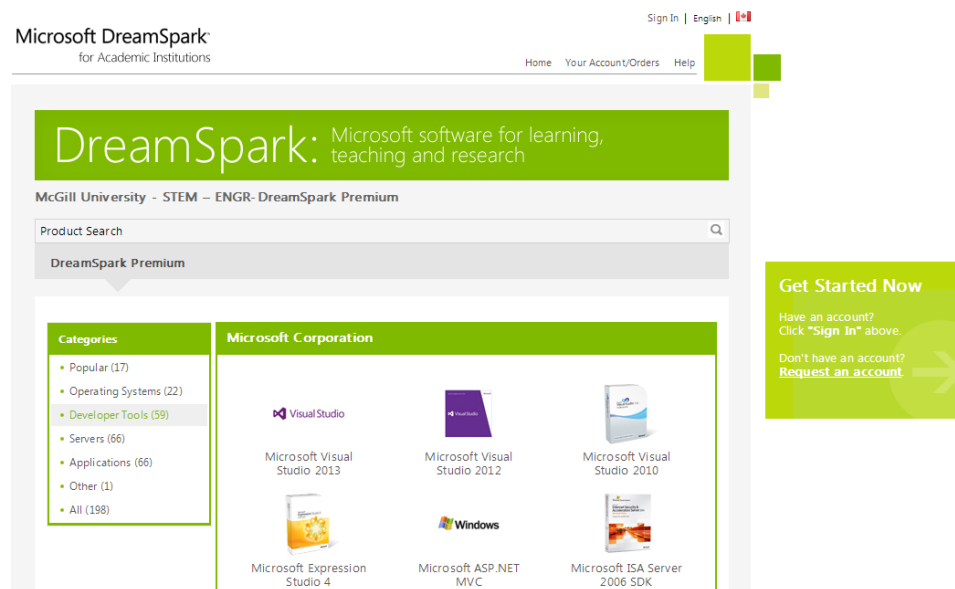 Sign In | English |
Microsoft DreamSpark
for Academic Institutions
Home Your Account/Orders Help
DreamSpark: Microsoft software for learning,
teaching and research
McGill University - STEM – ENGR- DreamSpark Premium
Product Search
DreamSpark Premium
Get Started Now
Have an account?
Click "Sign In" above.
Don't have an account?
Request an account.
Categories
• Popular (17)
• Operating Systems (22)
• Developer Tools (59)
• Servers (66)
• Applications (66)
• Other (1)
• All (198)
Microsoft Corporation
Visual Studio
Visual Studio
Microsoft Visual
Studio 2013
Microsoft Visual
Studio 2012
Microsoft Visual
Studio 2010
Windows
Microsoft Expression
Studio 4
Microsoft ASP.NET
MVC
Microsoft ISA Server
2006 SDK